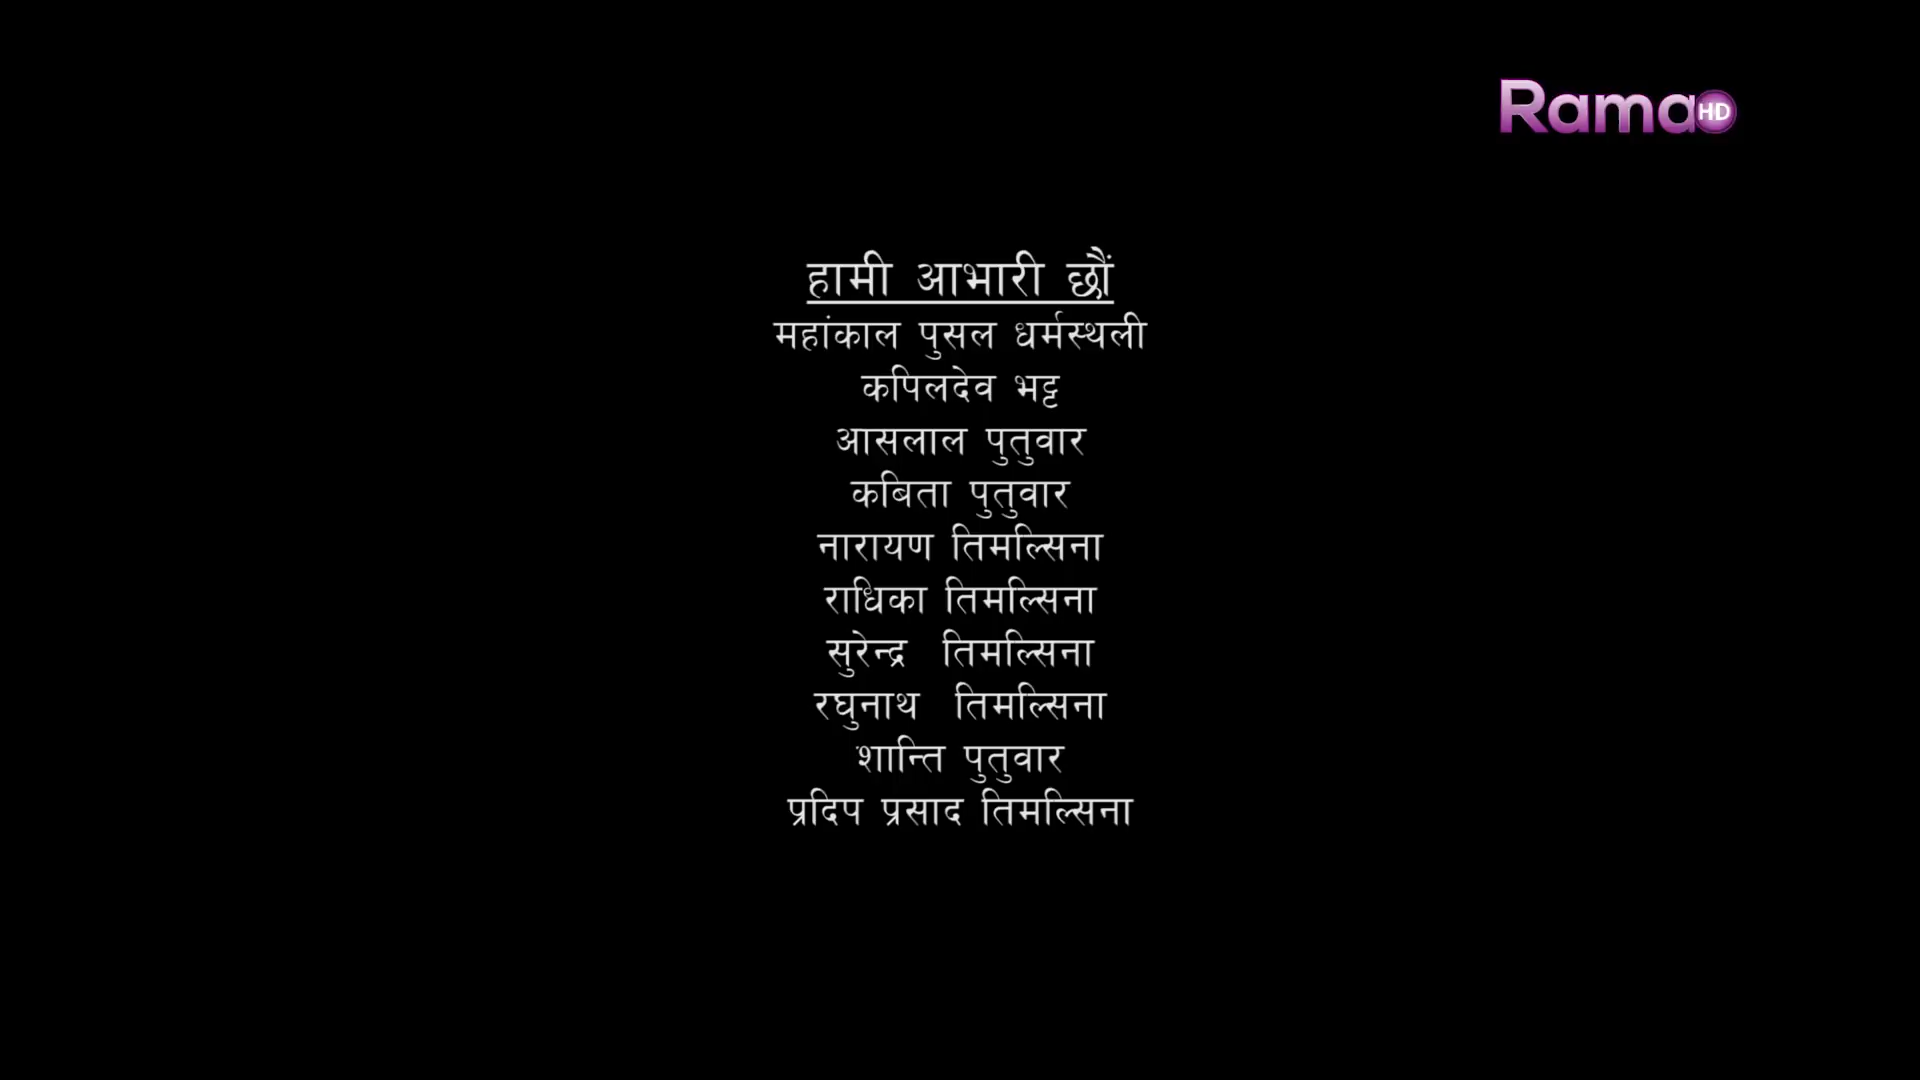 Rama HD
हामी आभारी छौं
महांकाल पुसल धर्मस्थली
कपिलदेव भट्ट
आसलाल पुतुवार
कबिता पुतुवार
नारायण तिमल्सिना
राधिका तिमल्सिना
सुरेन्द्र तिमल्सिना
रघुनाथ तिमल्सिना
शान्ति पुतुवार
प्रदिप प्रसाद तिमल्सिना